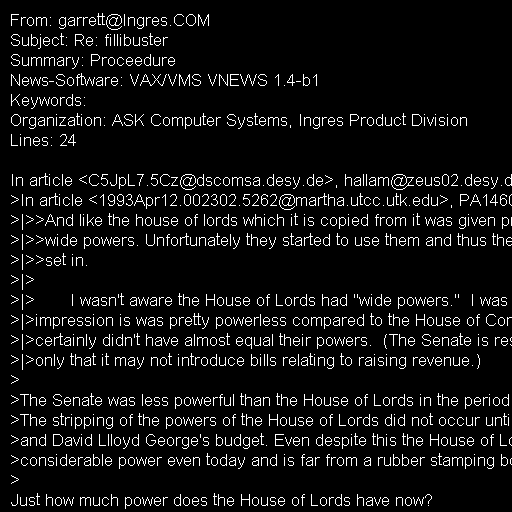 From: garrett@Ingres.COM
Subject: Re: fillibuster
Summary: Proceedure
News-Software: VAX/VMS VNEWS 1.4-b1
Keywords:
Organization: ASK Computer Systems, Ingres Product Division
Lines: 24

In article <C5JpL7.5Cz@dscomsa.desy.de>, hallam@zeus02.desy.d
>In article <1993Apr12.002302.5262@martha.utcc.utk.edu>, PA1460
>|>>And like the house of lords which it is copied from it was given p
>|>>wide powers. Unfortunately they started to use them and thus the
>|>>set in.
>|>
>|> I wasn't aware the House of Lords had "wide powers." I was
>|>impression is was pretty powerless compared to the House of Co
>|>certainly didn't have almost equal their powers. (The Senate is res
>|>only that it may not introduce bills relating to raising revenue.)
>
>The Senate was less powerful than the House of Lords in the period
>The stripping of the powers of the House of Lords did not occur unti
>and David Llloyd George's budget. Even despite this the House of Lo
>considerable power even today and is far from a rubber stamping b
>
Just how much power does the House of Lords have now?